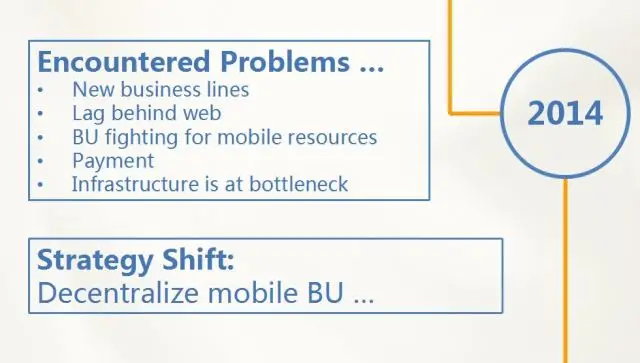 Encountered Problems ...
• New business lines
• Lag behind web
• BU fighting for mobile resources
• Payment
• Infrastructure is at bottleneck
2014
Strategy Shift:
Decentralize mobile BU ...